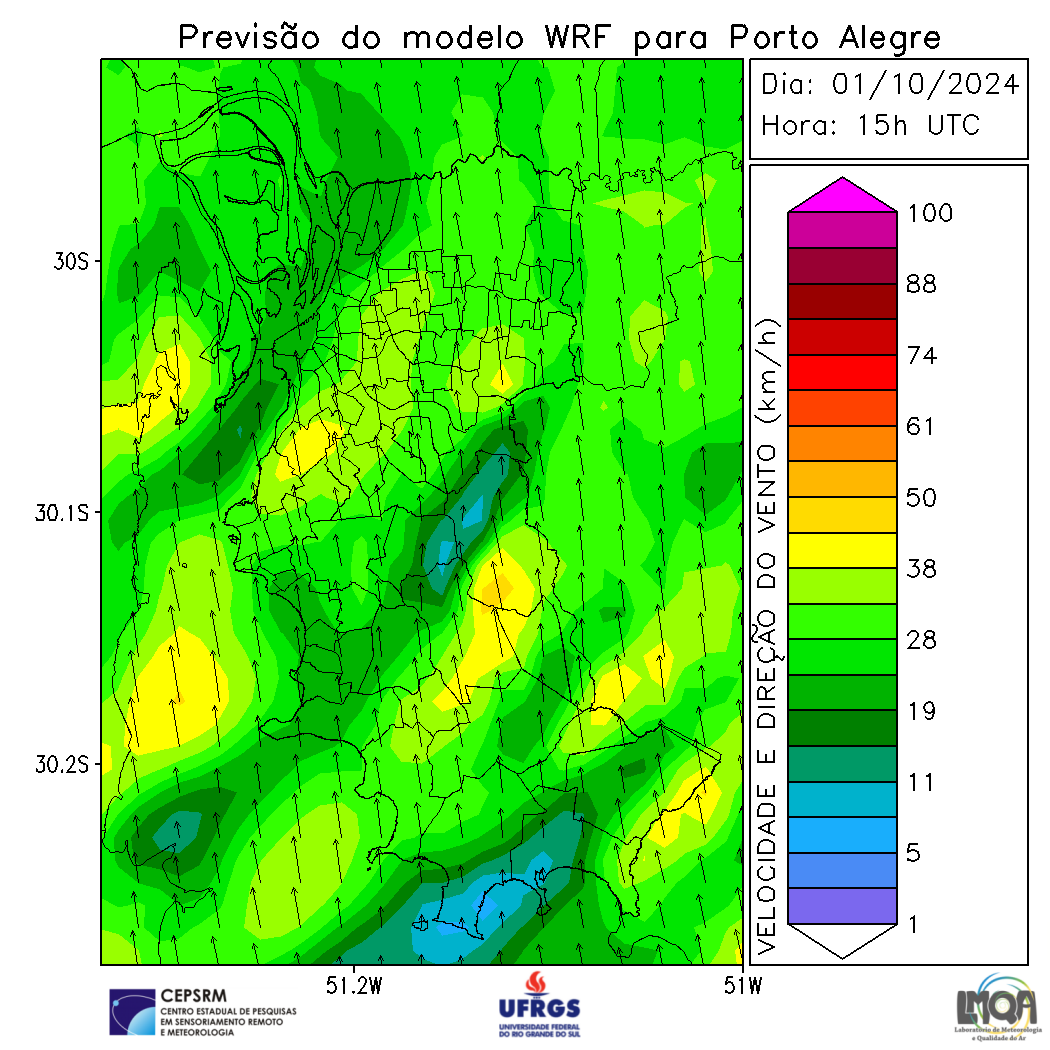 Previsão do modelo WRF para Porto Alegre
Dia: 01/10/2024
Hora: 15h UTC
30S
30.1S
30.2S
51.2W
51W
VELOCIDADE E DIREÇÃO DO VENTO (km/h)
100
88
74
61
50
38
28
19
11
5
1
CEPSRM
CENTRO ESTADUAL DE PESQUISAS
EM SENSORIAMENTO REMOTO
E METEOROLOGIA
UFRGS
UNIVERSIDADE FEDERAL
DO RIO GRANDE DO SUL
LMQA
Laboratório de Meteorologia
e Qualidade do Ar